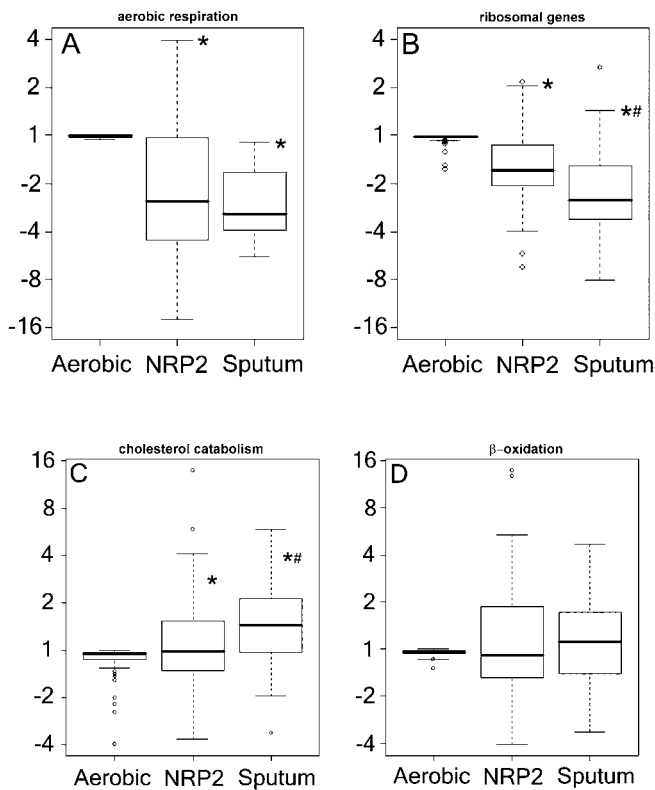 aerobic respiration
A
4
2
1
-2
-4
-8
-16
*
*
Aerobic NRP2 Sputum
ribosomal genes
B
4
2
1
-2
-4
-8
-16
*
*#
Aerobic NRP2 Sputum
cholesterol catabolism
C
16
8
4
2
1
-2
-4
*
*#
Aerobic NRP2 Sputum
β-oxidation
D
16
8
4
2
1
-2
-4
Aerobic NRP2 Sputum